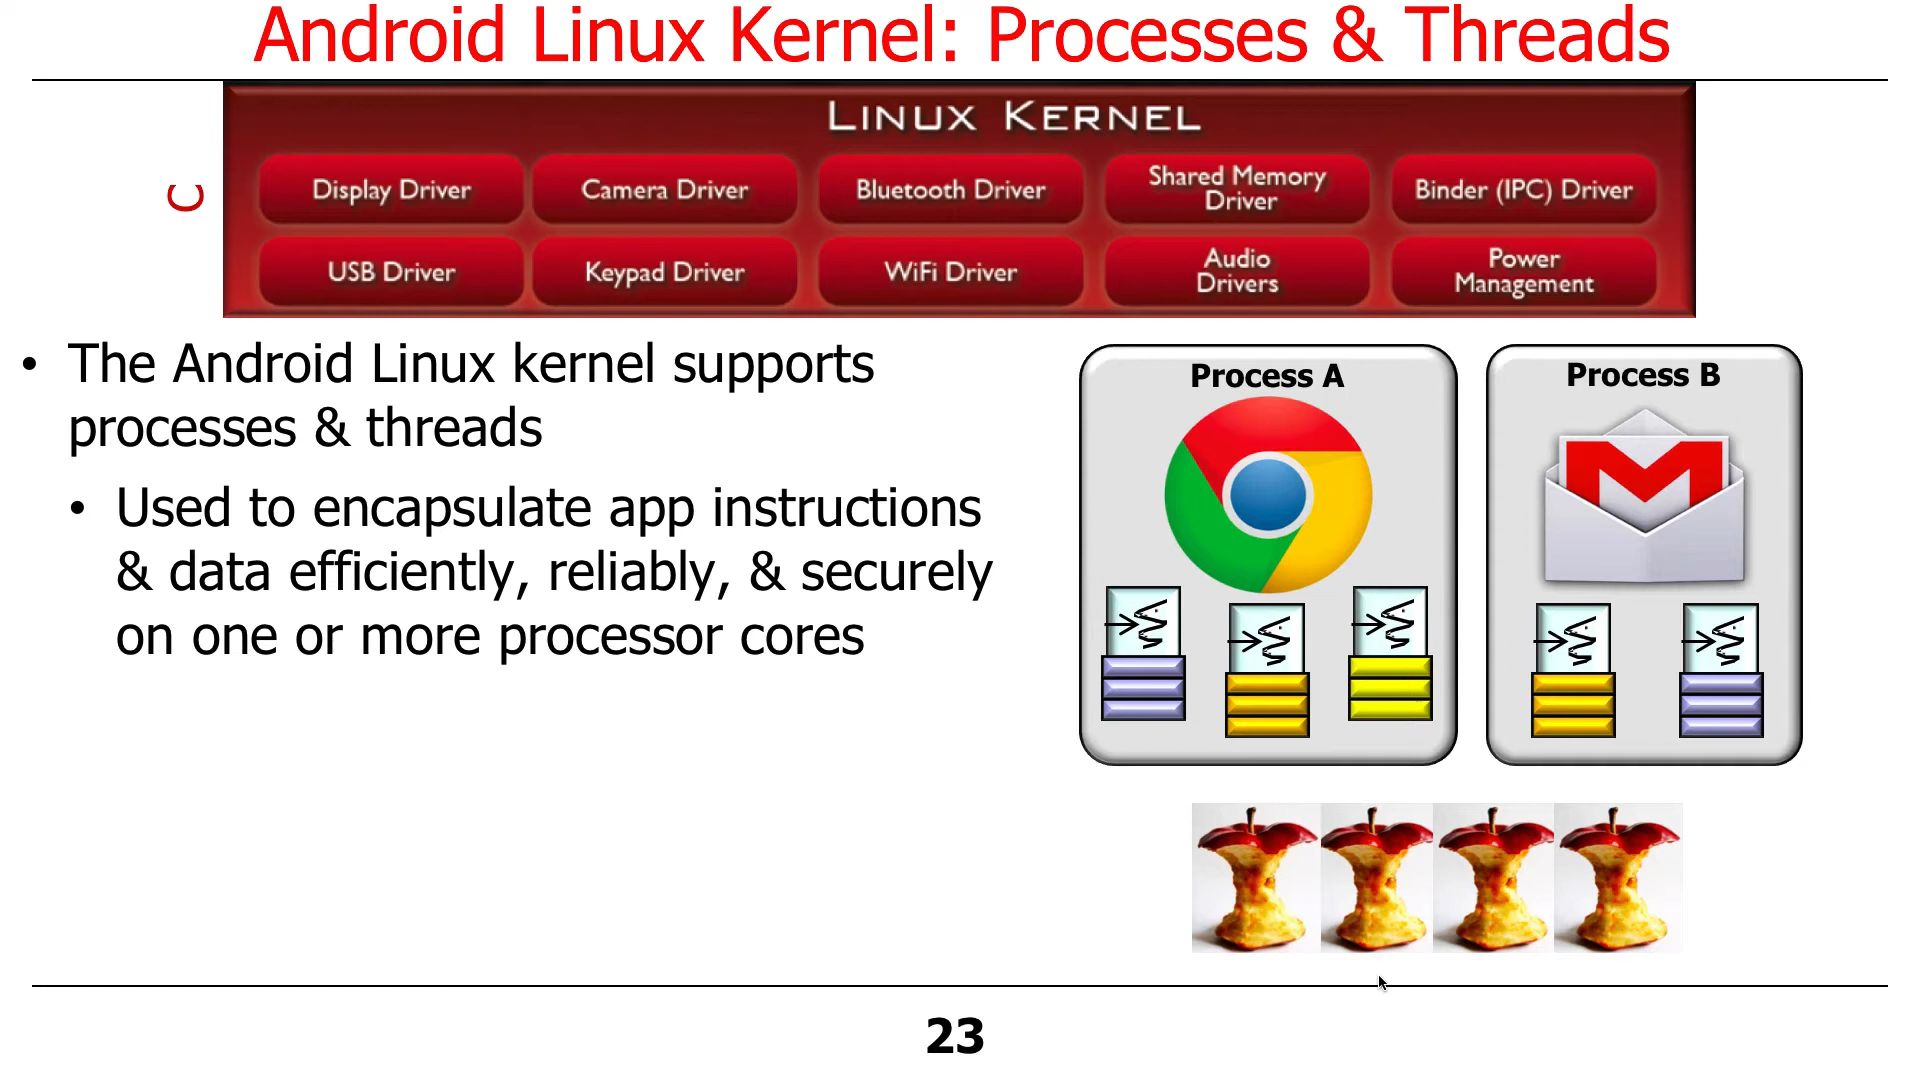 Android Linux Kernel: Processes & Threads
LINUX KERNEL
C
Display Driver
Camera Driver
Bluetooth Driver
Shared Memory
Driver
Binder (IPC) Driver
USB Driver
Keypad Driver
WiFi Driver
Audio
Drivers
Power
Management
• The Android Linux kernel supports
processes & threads
• Used to encapsulate app instructions
& data efficiently, reliably, & securely
on one or more processor cores
Process A
Process B
23